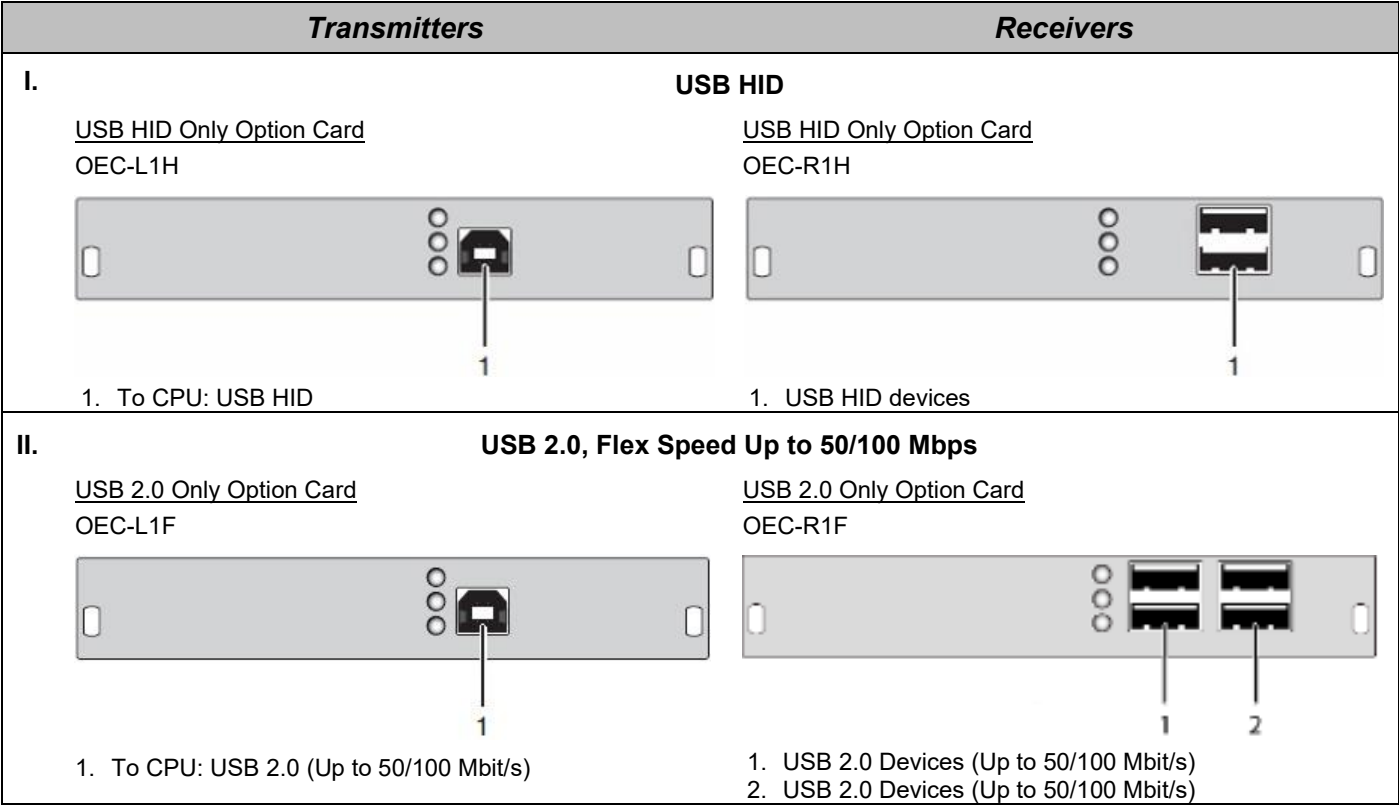 Transmitters
Receivers
I.
USB HID
USB HID Only Option Card
OEC-L1H
1
1. To CPU: USB HID
USB HID Only Option Card
OEC-R1H
1
1. USB HID devices
II.
USB 2.0, Flex Speed Up to 50/100 Mbps
USB 2.0 Only Option Card
OEC-L1F
1
1. To CPU: USB 2.0 (Up to 50/100 Mbit/s)
USB 2.0 Only Option Card
OEC-R1F
1 2
1. USB 2.0 Devices (Up to 50/100 Mbit/s)
2. USB 2.0 Devices (Up to 50/100 Mbit/s)